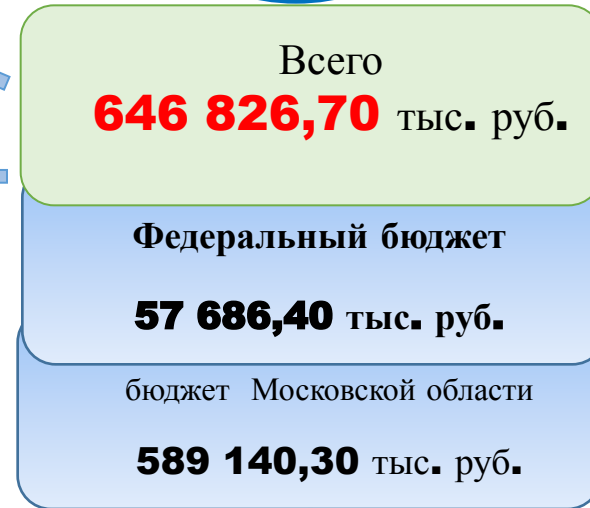 Всего
646 826,70 тыс. руб.
Федеральный бюджет
57 686,40 тыс. руб.
бюджет Московской области
589 140,30 тыс. руб.